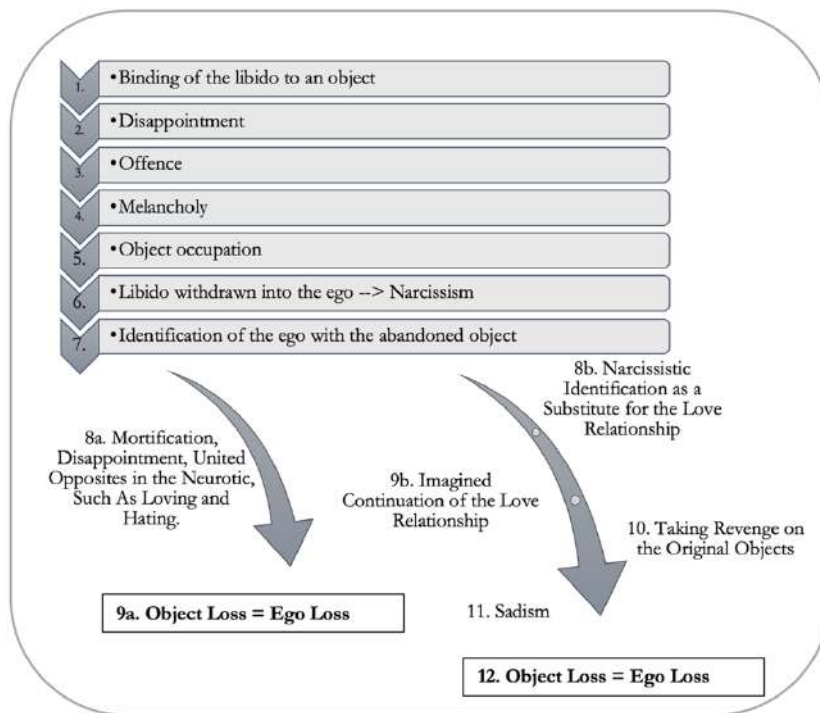 1. •Binding of the libido to an object
2. •Disappointment
3. •Offence
4. •Melancholy
5. •Object occupation
6. •Libido withdrawn into the ego --> Narcissism
7. •Identification of the ego with the abandoned object
8a. Mortification,
Disappointment, United
Opposites in the Neurotic,
Such As Loving and
Hating.
9a. Object Loss = Ego Loss
8b. Narcissistic
Identification as a
Substitute for the Love
Relationship
9b. Imagined
Continuation of the Love
Relationship
10. Taking Revenge on
the Original Objects
11. Sadism
12. Object Loss = Ego Loss